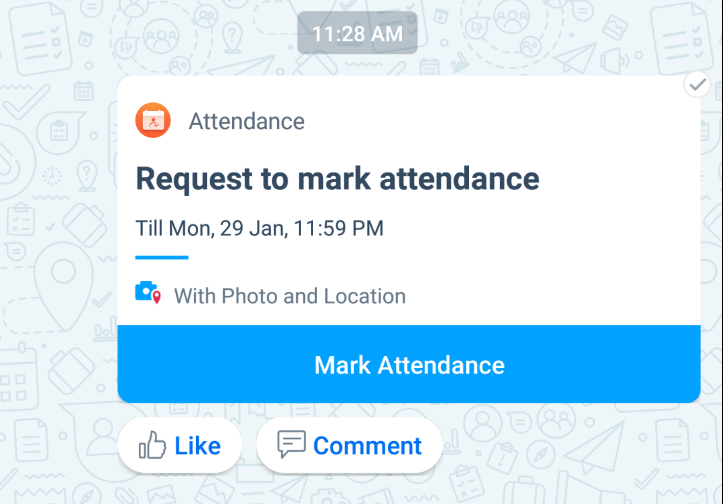 11:28 AM
Attendance
Request to mark attendance
Till Mon, 29 Jan, 11:59 PM
With Photo and Location
Mark Attendance
Like
Comment